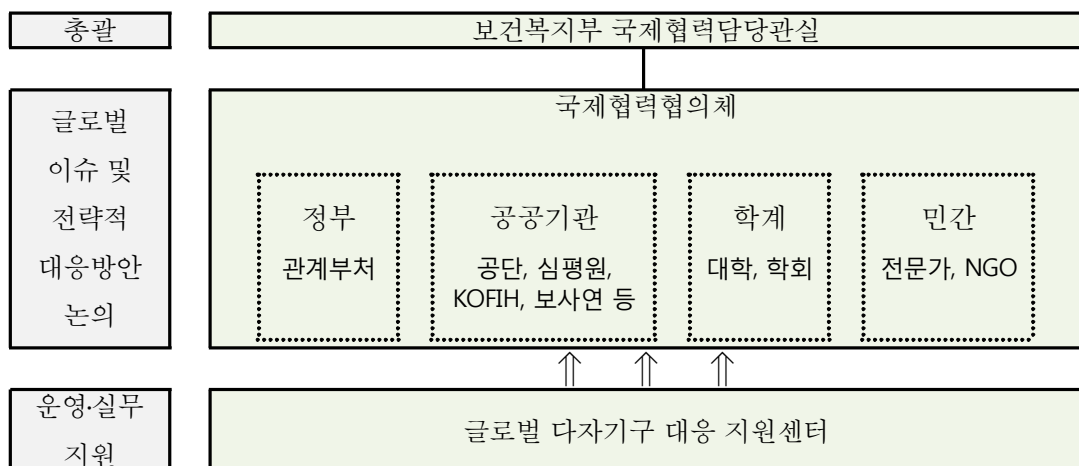 총괄
보건복지부 국제협력담당관실
글로벌
이슈 및
전략적
대응방안
논의
국제협력협의체
정부
관계부처
공공기관
공단, 심평원,
KOFIH, 보사연 등
학계
대학, 학회
민간
전문가, NGO
운영·실무
지원
글로벌 다자기구 대응 지원센터